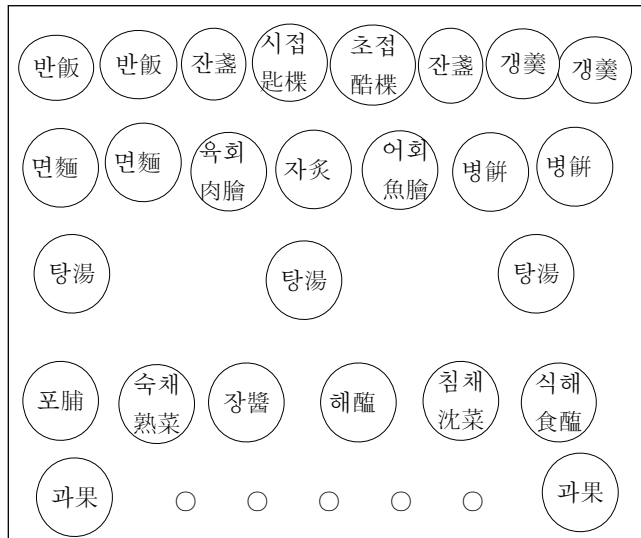 반飯 반飯 잔盞 시접 초접 잔盞 갱羹 갱羹
匙楪 酷楪
면麵 면麵 육회 자炙 어회 병餠 병餠
肉膾 魚膾
탕湯 탕湯 탕湯
포脯 숙채 장醬 해醢 침채 식해
熟菜 沈菜 食醢
과果 과果